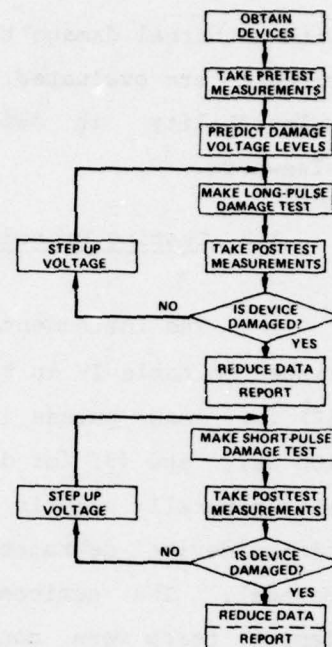 OBTAIN
DEVICES
TAKE PRETEST
MEASUREMENTS
PREDICT DAMAGE
VOLTAGE LEVELS
MAKE LONG-PULSE
DAMAGE TEST
STEP UP
VOLTAGE
TAKE POSTTEST
MEASUREMENTS
NO
IS DEVICE
DAMAGED?
YES
REDUCE DATA
REPORT
MAKE SHORT-PULSE
DAMAGE TEST
STEP UP
VOLTAGE
TAKE POSTTEST
MEASUREMENTS
NO
IS DEVICE
DAMAGED?
YES
REDUCE DATA
REPORT